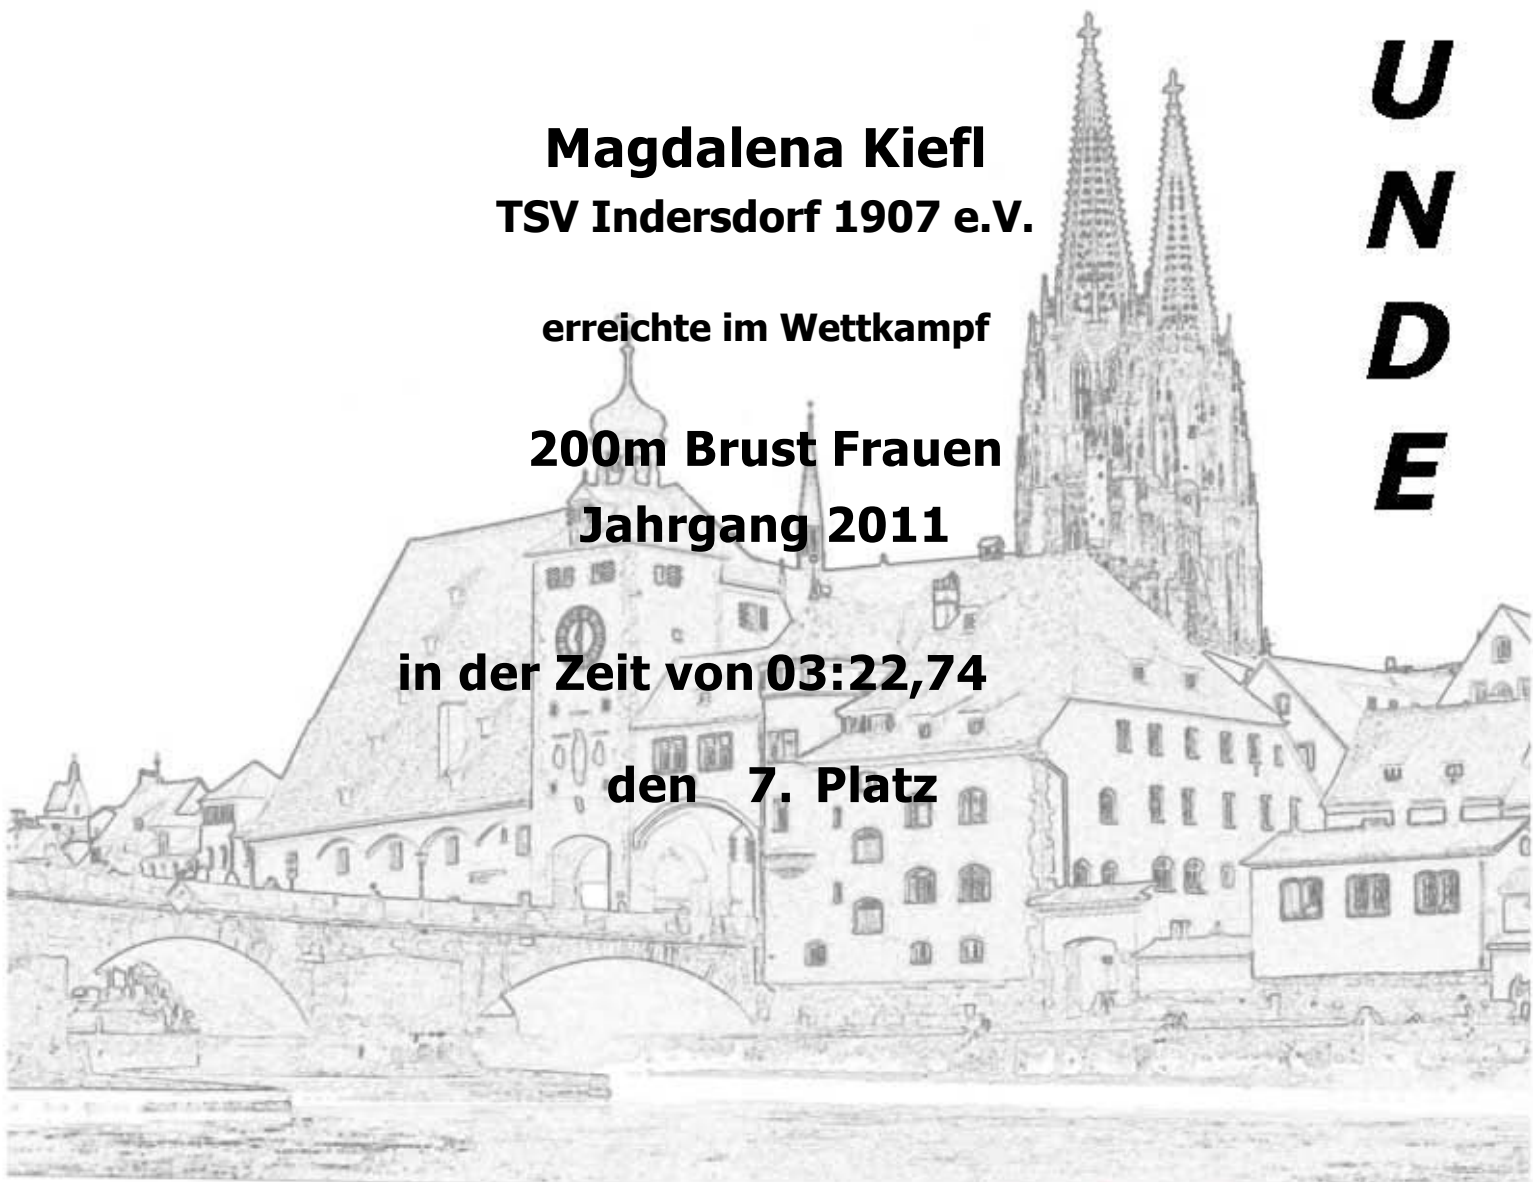 Magdalena Kiefl
TSV Indersdorf 1907 e.V.
erreichte im Wettkampf
200m Brust Frauen
Jahrgang 2011
in der Zeit von 03:22,74
den 7. Platz
U
N
D
E